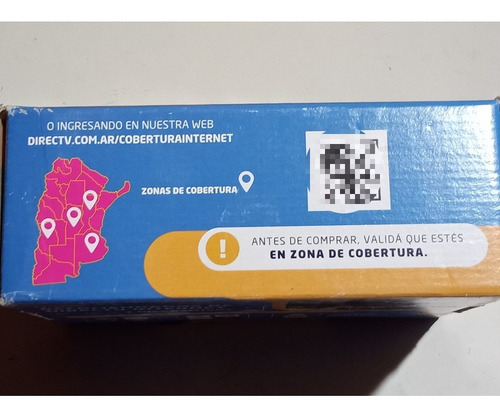 O INGRESANDO EN NUESTRA WEB
DIRECTV.COM.AR/COBERTURAINTERNET
ZONAS DE COBERTURA
!
ANTES DE COMPRAR, VALIDÁ QUE ESTÉS
EN ZONA DE COBERTURA.